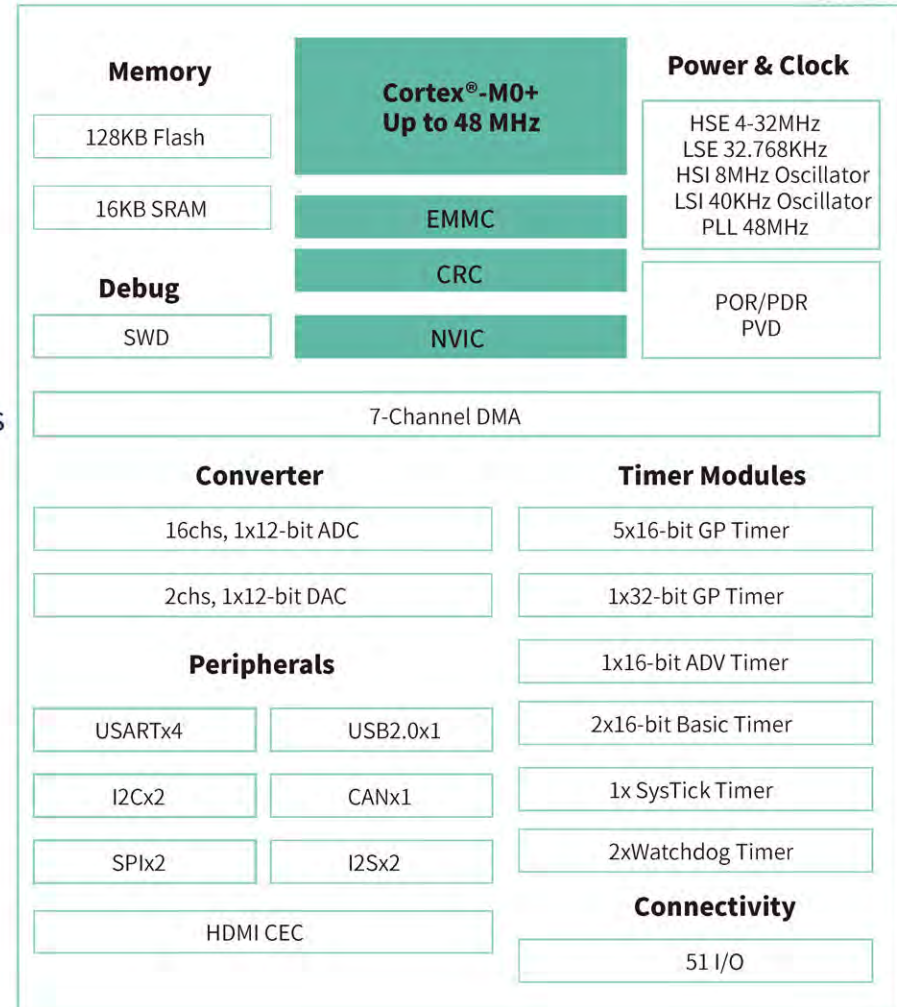 Memory
128KB Flash
16KB SRAM
Debug
SWD
Cortex®-M0+
Up to 48 MHz
EMMC
CRC
NVIC
Power & Clock
HSE 4-32MHz
LSE 32.768KHz
HSI 8MHz Oscillator
LSI 40KHz Oscillator
PLL 48MHz
POR/PDR
PVD
7-Channel DMA
Converter
16chs, 1x12-bit ADC
2chs, 1x12-bit DAC
Peripherals
USARTx4
USB2.0x1
I2Cx2
CANx1
SPIx2
I2Sx2
HDMI CEC
Timer Modules
5x16-bit GP Timer
1x32-bit GP Timer
1x16-bit ADV Timer
2x16-bit Basic Timer
1x SysTick Timer
2xWatchdog Timer
Connectivity
51 I/O